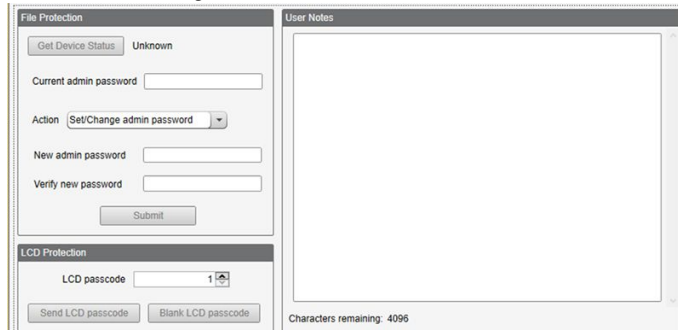 File Protection
Get Device Status Unknown
Current admin password
Action Set/Change admin password
New admin password
Verify new password
Submit
LCD Protection
LCD passcode 1
Send LCD passcode Blank LCD passcode
User Notes
Characters remaining: 4096